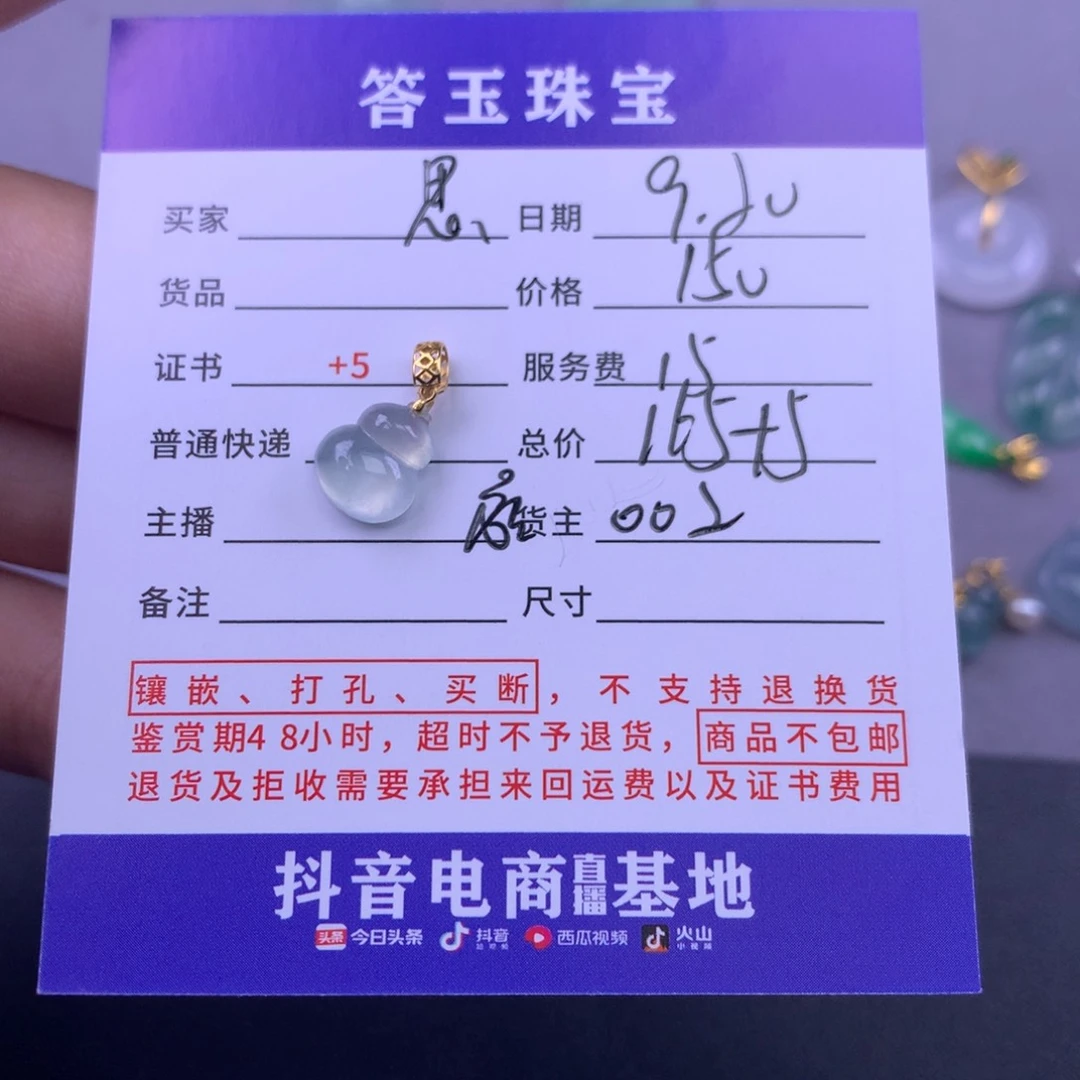 答玉珠宝
买家 思 日期 9.20
货品 价格 150
证书 +5 服务费 15
普通快递 总价 165+5
主播 货主 002
备注 尺寸
镶嵌、打孔、买断，不支持退换货
鉴赏期48小时，超时不予退货，商品不包邮
退货及拒收需要承担来回运费以及证书费用
抖音电商直播基地
头条 今日头条 抖音 西瓜视频 火山小视频